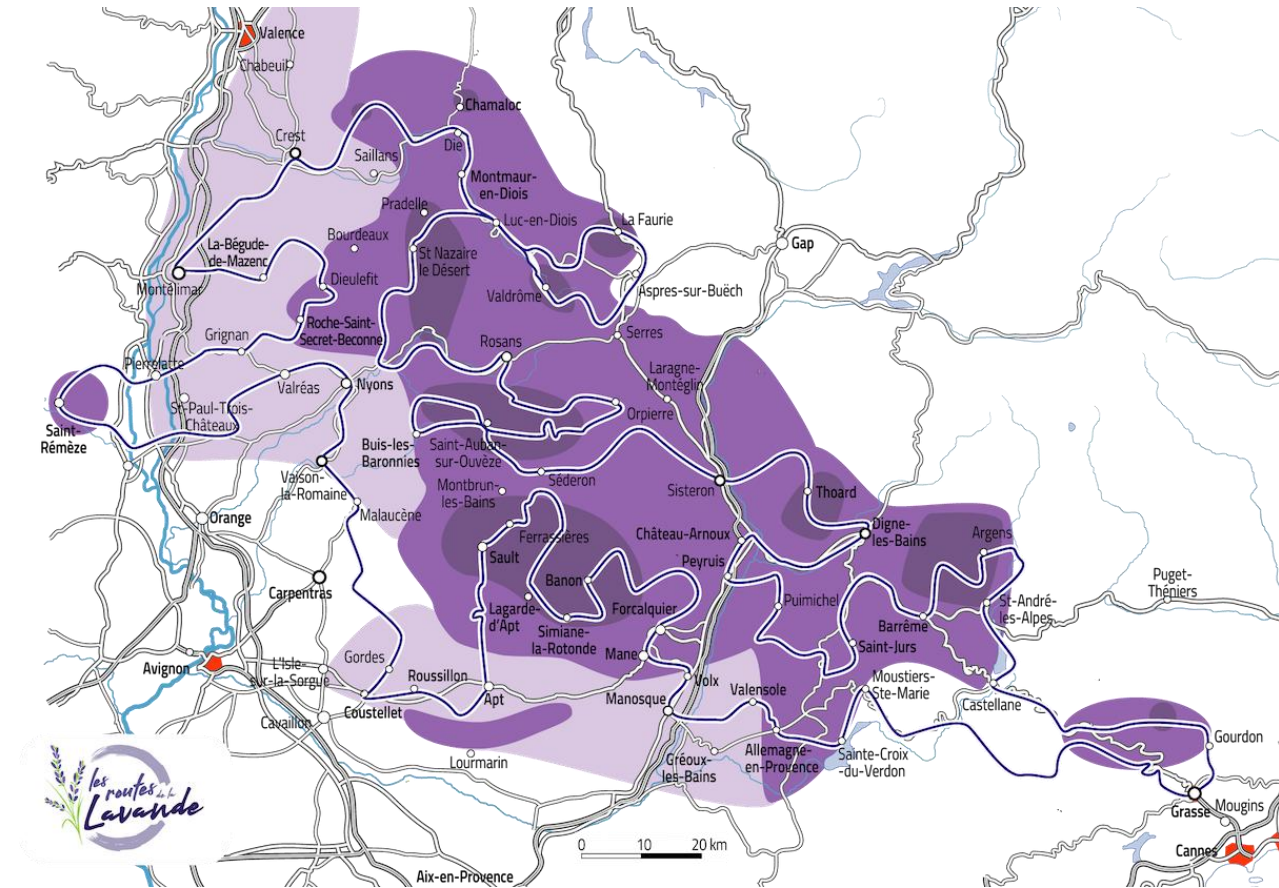 Valence
Chabeuil
Chamaloc
Crest
Die
Saillans
Montmaur-
en-Diois
Pradelle
Luc-en-Diois
La Faurie
Bourdeaux
La-Bégude-
de-Mazenc
St Nazaire
le Désert
Gap
Montélimar
Dieulefit
Valdrôme
Aspres-sur-Buëch
Roche-Saint-
Secret-Beconne
Grignan
Rosans
Serres
Pierrelatte
Valréas
Nyons
Laragne-
Montéglin
St-Paul-Trois-
Châteaux
Orpierre
Saint-
Rémèze
Buis-les-
Baronnies
Saint-Auban-
sur-Ouvèze
Vaison-
la-Romaine
Montbrun-
les-Bains
Séderon
Sisteron
Thoard
Malaucène
Orange
Ferrassières
Château-Arnoux
Digne-
les-Bains
Argens
Sault
Peyruis
Carpentras
Banon
Lagarde-
d'Apt
Forcalquier
Puimichel
Puget-
Théniers
St-André-
les-Alpes
Simiane-
la-Rotonde
Barrême
Avignon
L'Isle-
sur-la-Sorgue
Gordes
Mane
Saint-Jurs
Roussillon
Volx
Moustiers-
Ste-Marie
Apt
Manosque
Valensole
Castellane
Coustellet
Cavaillon
Gourdon
Lourmarin
Gréoux-
les-Bains
Allemagne-
en-Provence
Sainte-Croix
-du-Verdon
les
routes de la
Lavande
Grasse
Mougins
0 10 20 km
Cannes
Aix-en-Provence